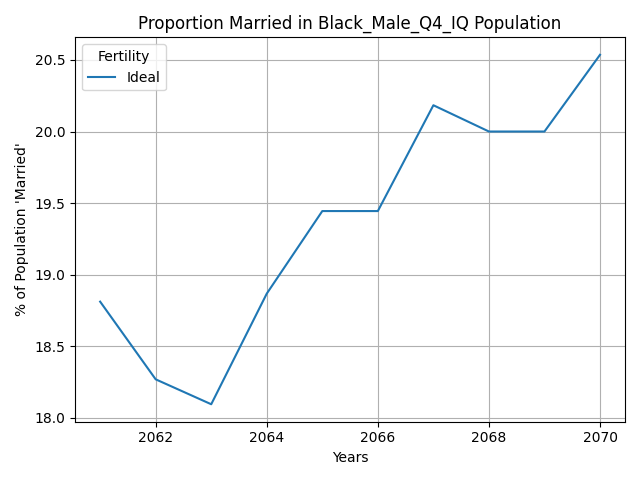 Proportion Married in Black_Male_Q4_IQ Population
Fertility
Ideal
% of Population 'Married'
20.5
20.0
19.5
19.0
18.5
18.0
2062 2064 2066 2068 2070
Years